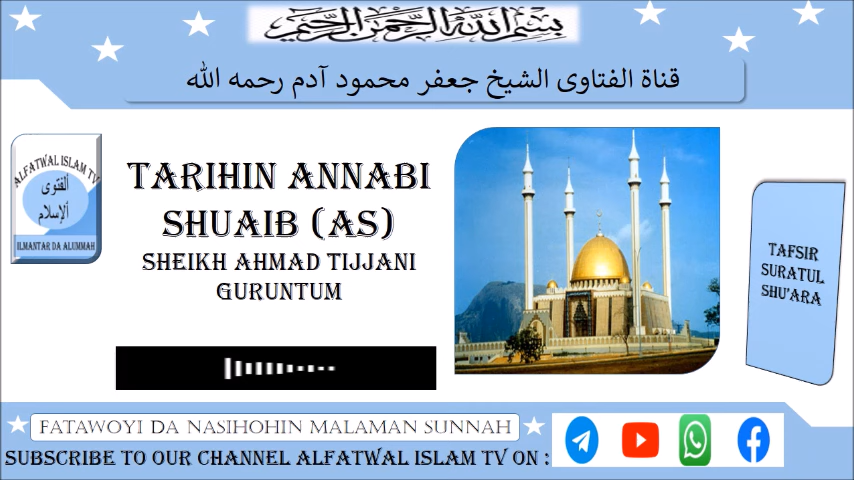 بسم الله الرحمن الرحيم
قناة الفتاوى الشيخ جعفر محمود آدم رحمه الله
ALFATWAL ISLAM TV
الفتوى
الإسلام
ILMANTAR DA ALUMMAH
TARIHIN ANNABI
SHUAIB (AS)
SHEIKH AHMAD TIJJANI
GURUNTUM
TAFSIR
SURATUL
SHU'ARA
FATAWOYI DA NASIHOHIN MALAMAN SUNNAH
SUBSCRIBE TO OUR CHANNEL ALFATWAL ISLAM TV ON :